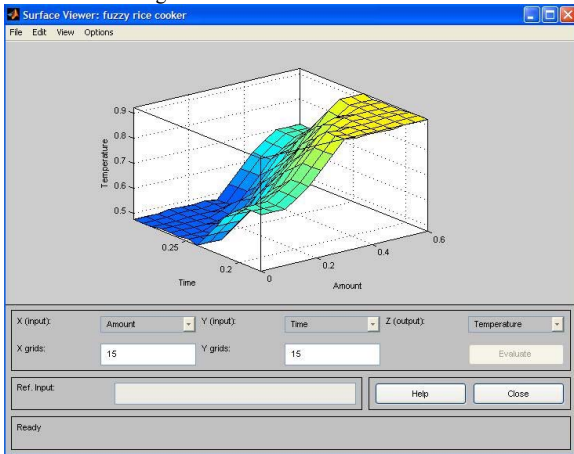 Surface Viewer: fuzzy rice cooker
File Edit View Options
0.9
0.8
0.7
0.6
0.5
Temperature
0.25
0.2
Time
0
0.2
0.4
0.6
Amount
X (input): Amount Y (input): Time Z (output): Temperature
X grids: 15 Y grids: 15 Evaluate
Ref. Input: Help Close
Ready